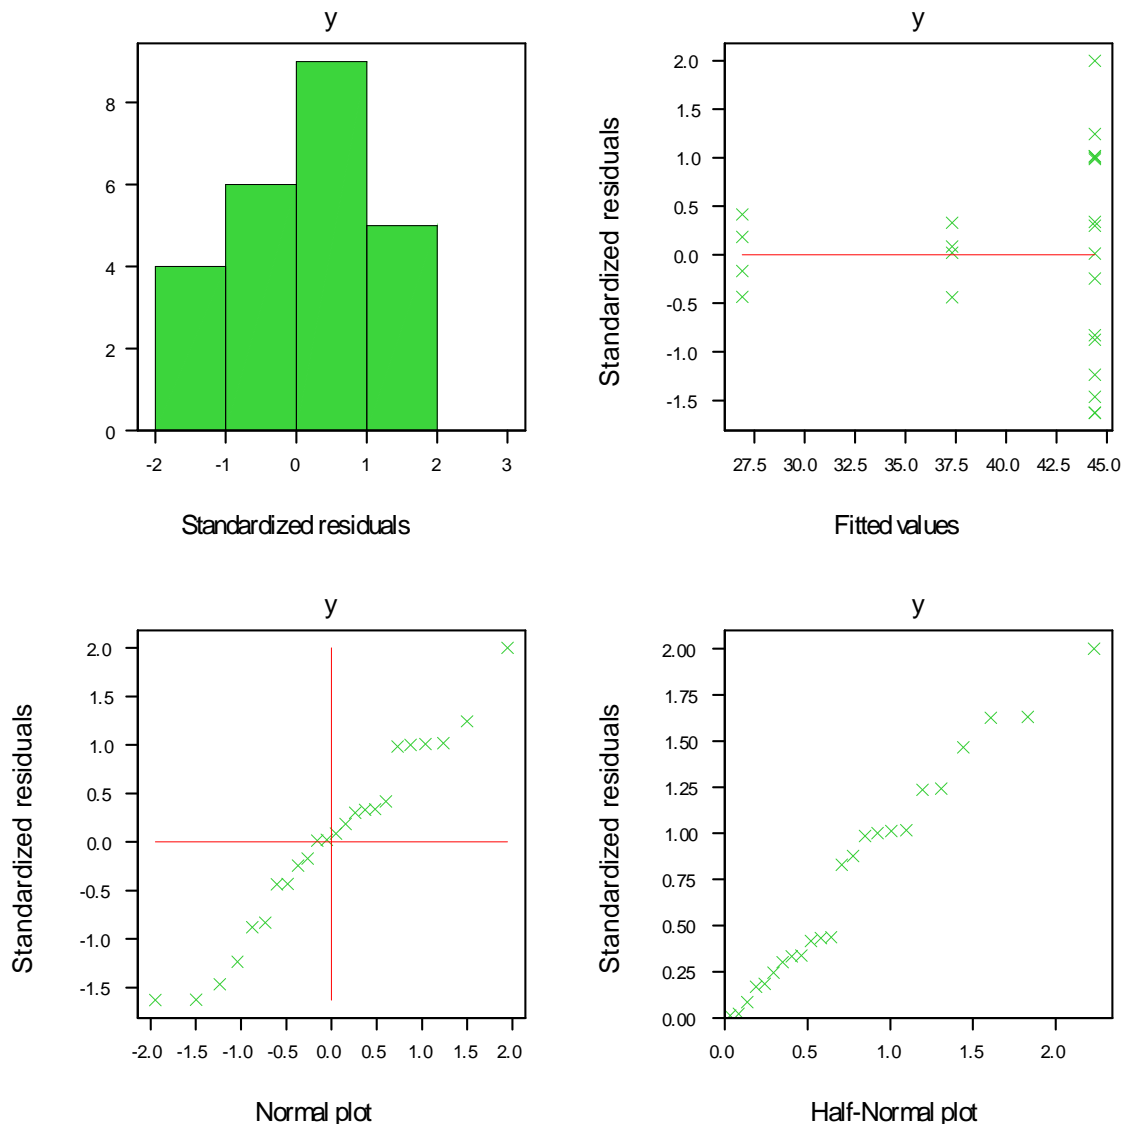 y
8
6
4
2
0
-2 -1 0 1 2 3
Standardized residuals
Standardized residuals
y
2.0
1.5
1.0
0.5
0.0
-0.5
-1.0
-1.5
27.5 30.0 32.5 35.0 37.5 40.0 42.5 45.0
Fitted values
Standardized residuals
y
2.0
1.5
1.0
0.5
0.0
-0.5
-1.0
-1.5
-2.0 -1.5 -1.0 -0.5 0.0 0.5 1.0 1.5 2.0
Normal plot
Standardized residuals
y
2.00
1.75
1.50
1.25
1.00
0.75
0.50
0.25
0.00
0.0 0.5 1.0 1.5 2.0
Half-Normal plot